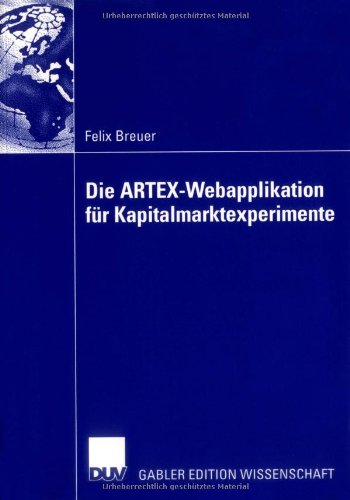 Urheberrechtlich geschütztes Material
Felix Breuer
Die ARTEX-Webapplikation
für Kapitalmarktexperimente
DUV
GABLER EDITION WISSENSCHAFT
Urheberrechtlich geschütztes Material